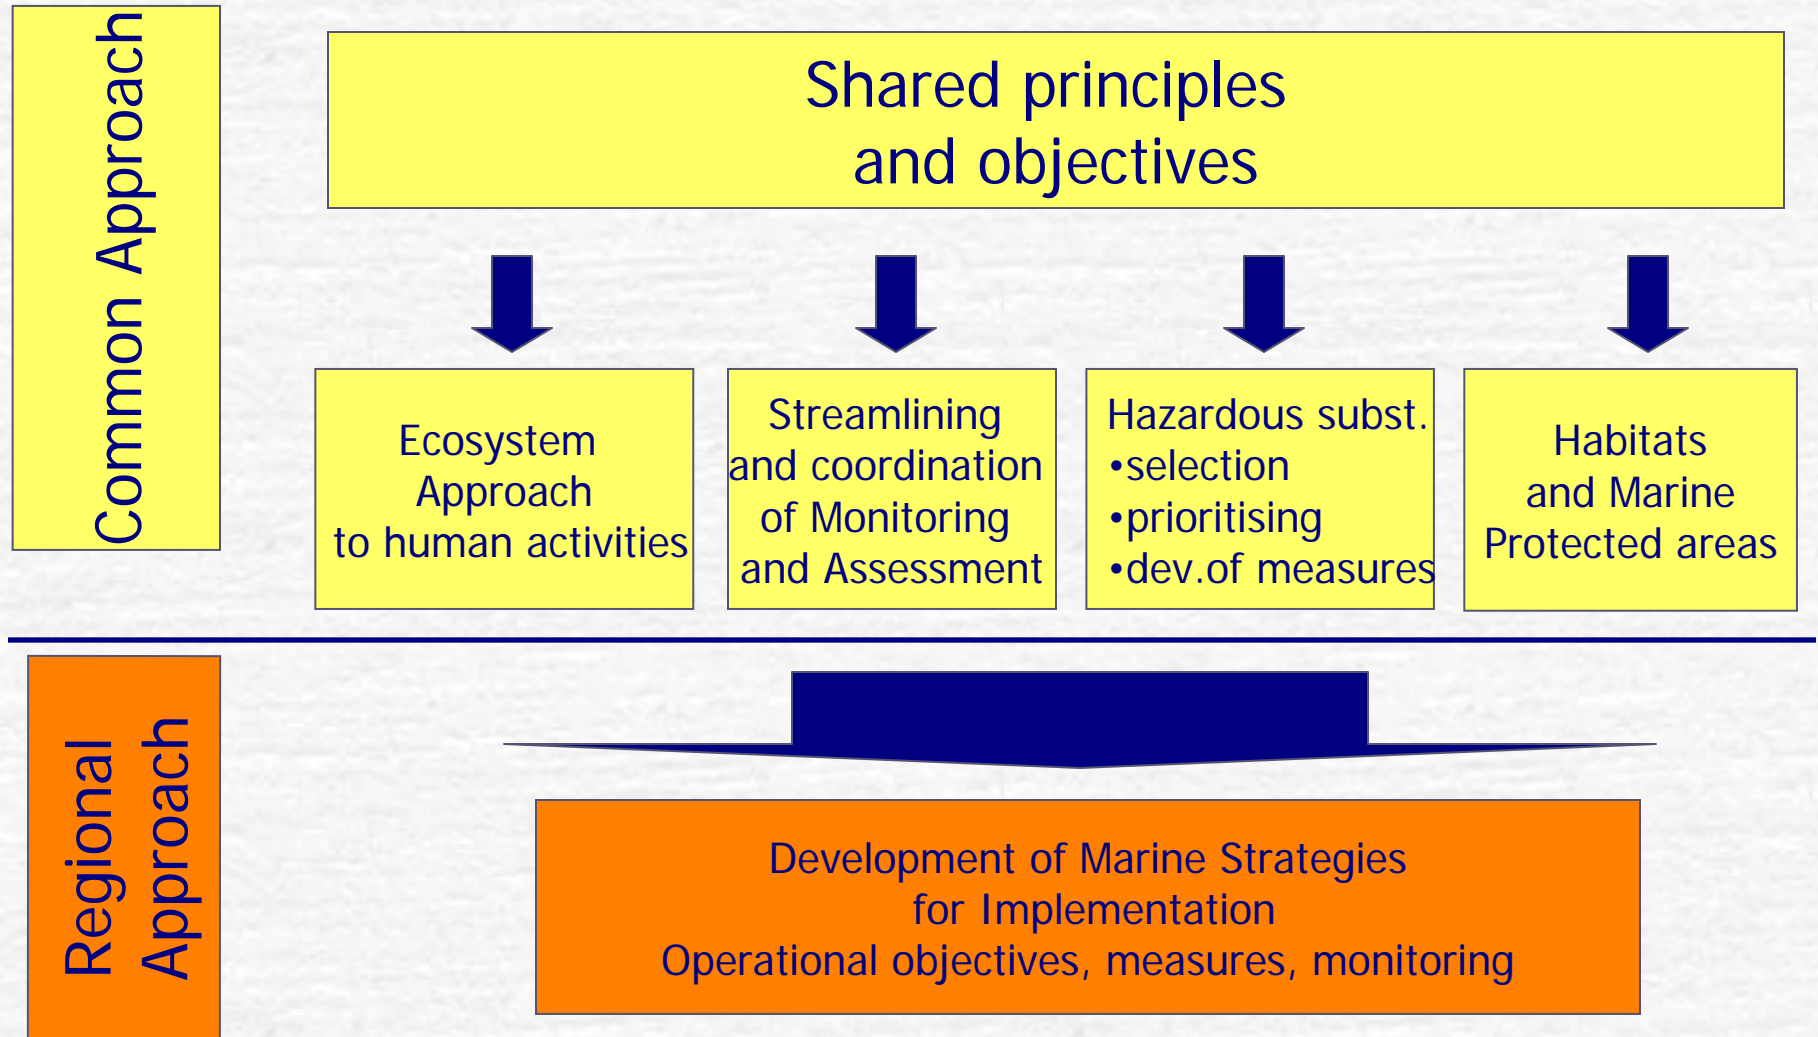 Common Approach
Shared principles
and objectives
Ecosystem
Approach
to human activities
Streamlining
and coordination
of Monitoring
and Assessment
Hazardous subst.
•selection
•prioritising
•dev.of measures
Habitats
and Marine
Protected areas
Regional
Approach
Development of Marine Strategies
for Implementation
Operational objectives, measures, monitoring